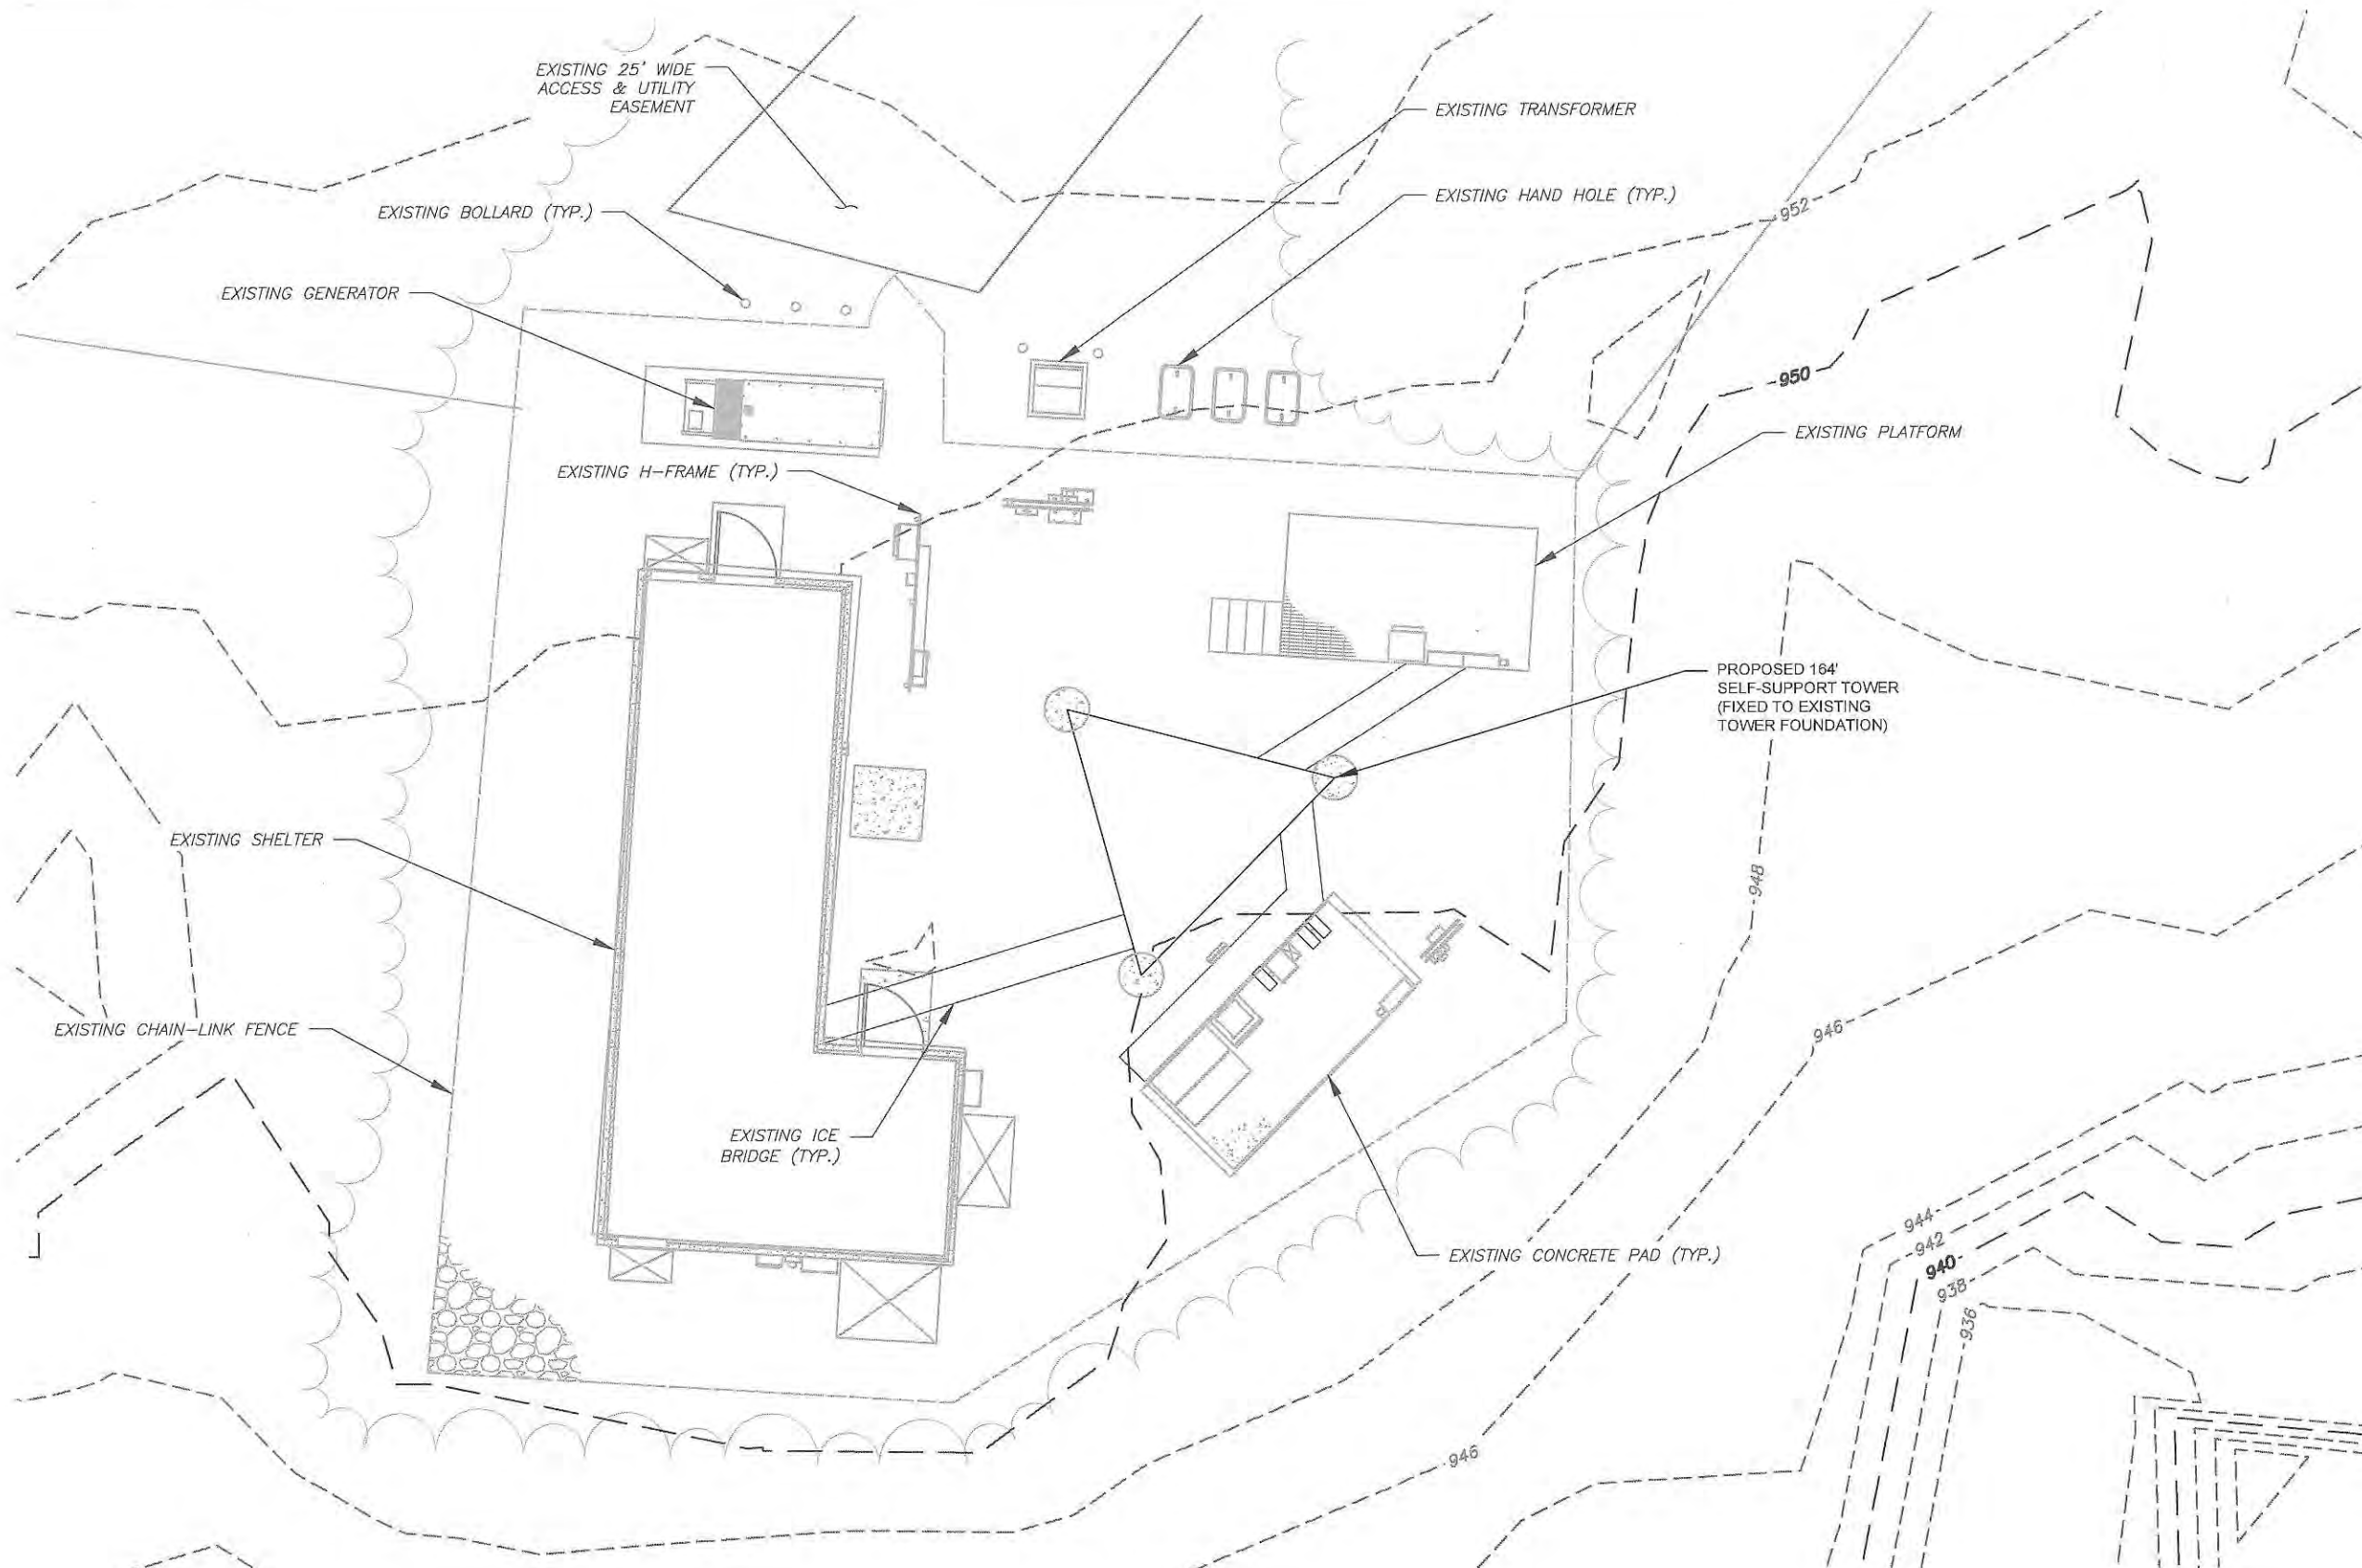 EXISTING 25' WIDE
ACCESS & UTILITY
EASEMENT
EXISTING TRANSFORMER
EXISTING HAND HOLE (TYP.)
EXISTING BOLLARD (TYP.)
952
EXISTING GENERATOR
950
EXISTING PLATFORM
EXISTING H-FRAME (TYP.)
PROPOSED 164'
SELF-SUPPORT TOWER
(FIXED TO EXISTING
TOWER FOUNDATION)
EXISTING SHELTER
948
EXISTING CHAIN-LINK FENCE
946
EXISTING ICE
BRIDGE (TYP.)
944
942
940
938
936
EXISTING CONCRETE PAD (TYP.)
946